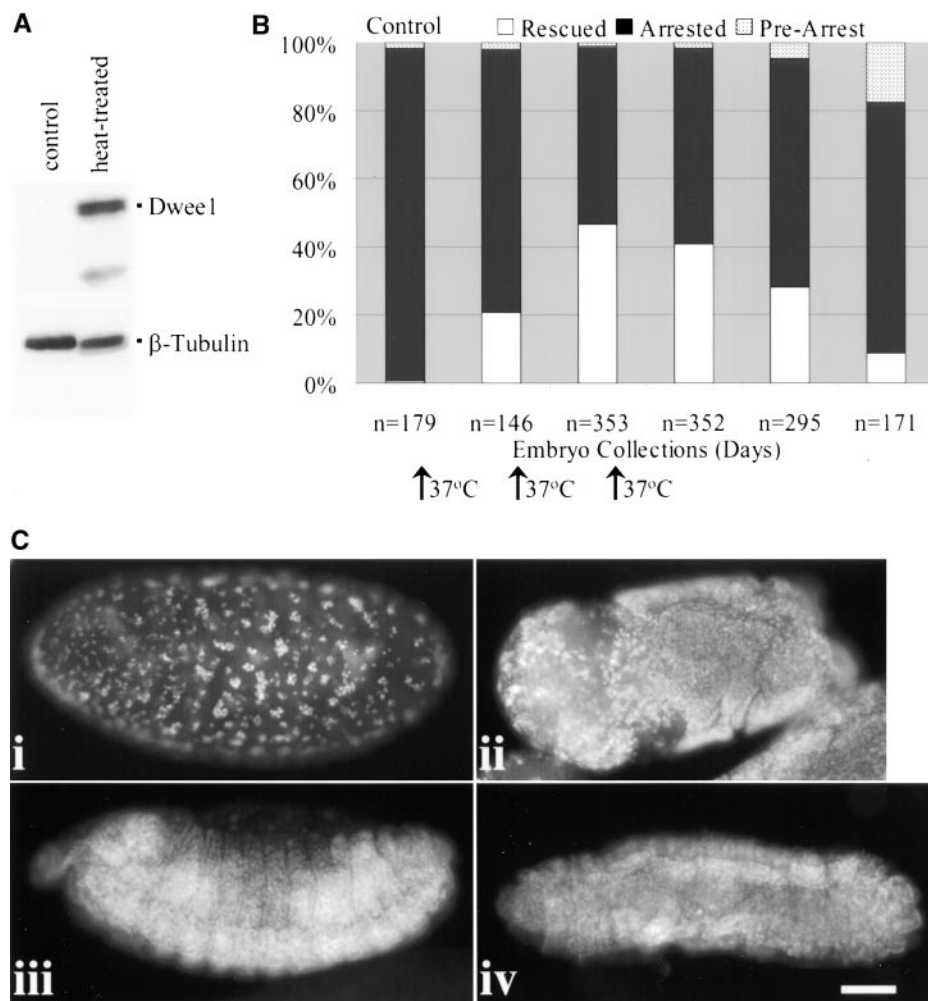 A
control
heat-treated
Dwee1
β-Tubulin
B
Control
Rescued
Arrested
Pre-Arrest
100%
80%
60%
40%
20%
0%
n=179 n=146 n=353 n=352 n=295 n=171
Embryo Collections (Days)
37°C 37°C 37°C
C
i
ii
iii
iv